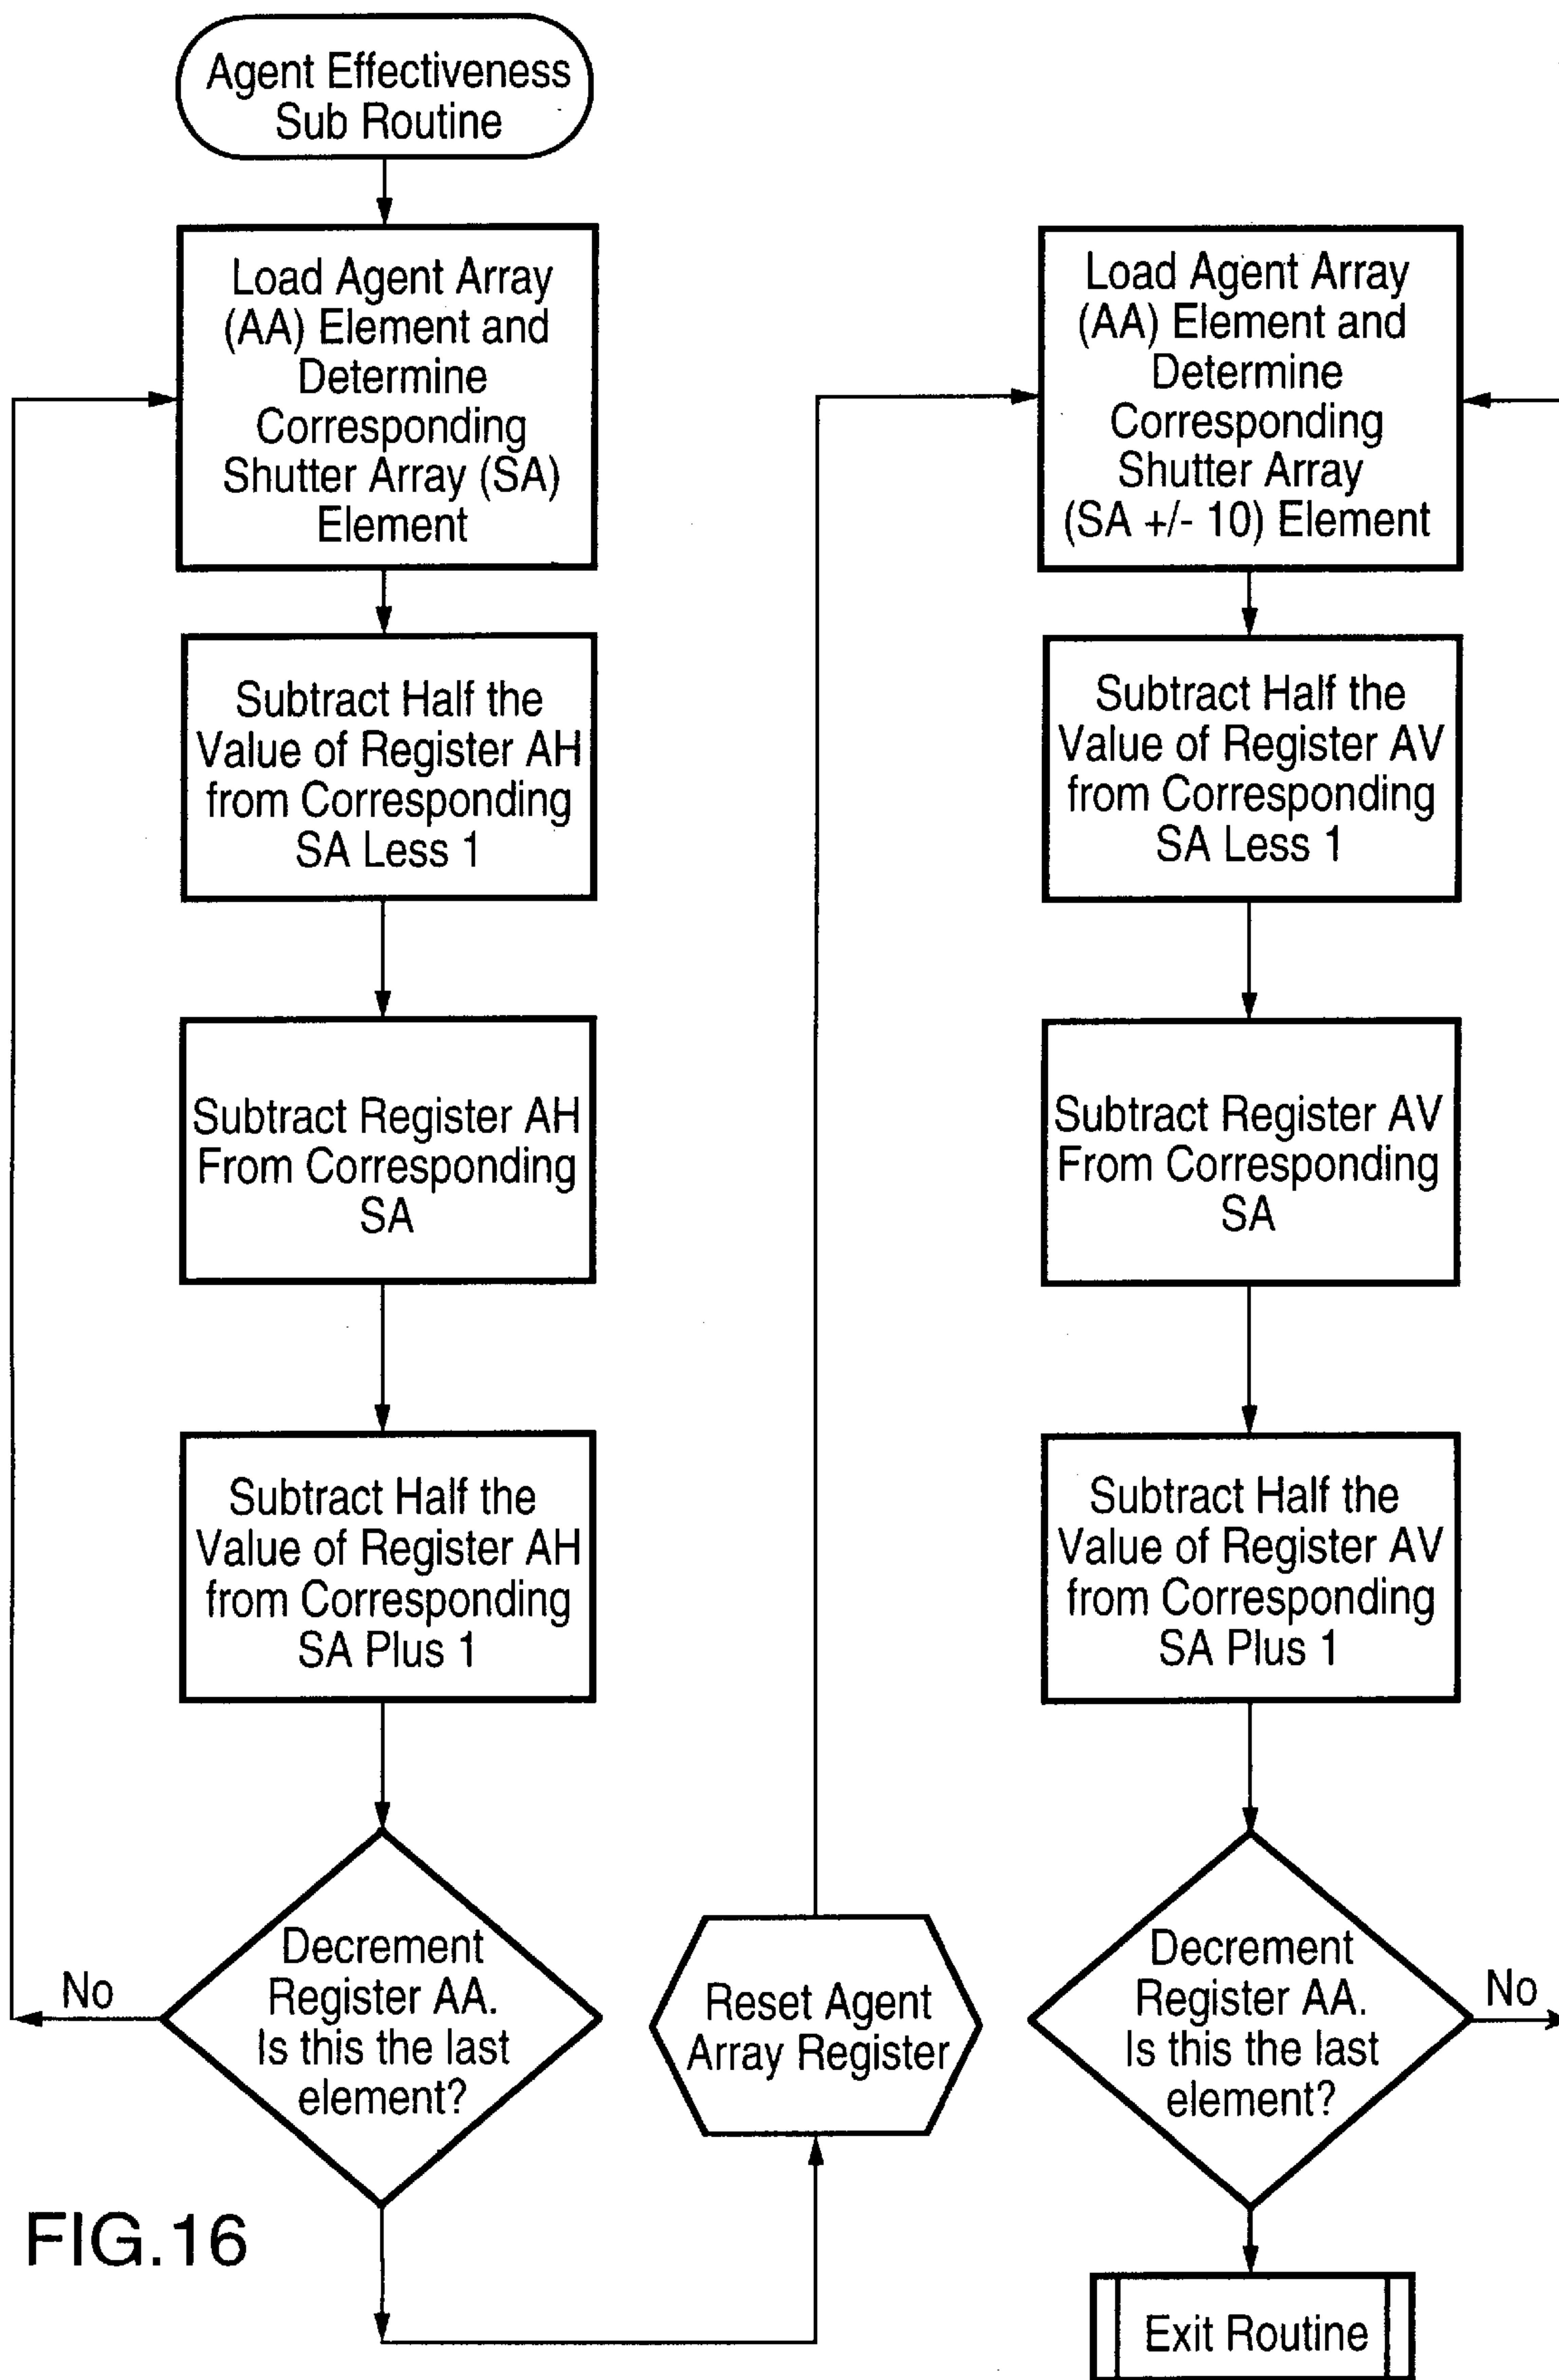 Agent Effectiveness
Sub Routine
Load Agent Array
(AA) Element and
Determine
Corresponding
Shutter Array (SA)
Element
Subtract Half the
Value of Register AH
from Corresponding
SA Less 1
Subtract Register AH
From Corresponding
SA
Subtract Half the
Value of Register AH
from Corresponding
SA Plus 1
Decrement
Register AA.
Is this the last
element?
No
Reset Agent
Array Register
Load Agent Array
(AA) Element and
Determine
Corresponding
Shutter Array
(SA +/- 10) Element
Subtract Half the
Value of Register AV
from Corresponding
SA Less 1
Subtract Register AV
From Corresponding
SA
Subtract Half the
Value of Register AV
from Corresponding
SA Plus 1
Decrement
Register AA.
Is this the last
element?
No
Exit Routine
FIG.16